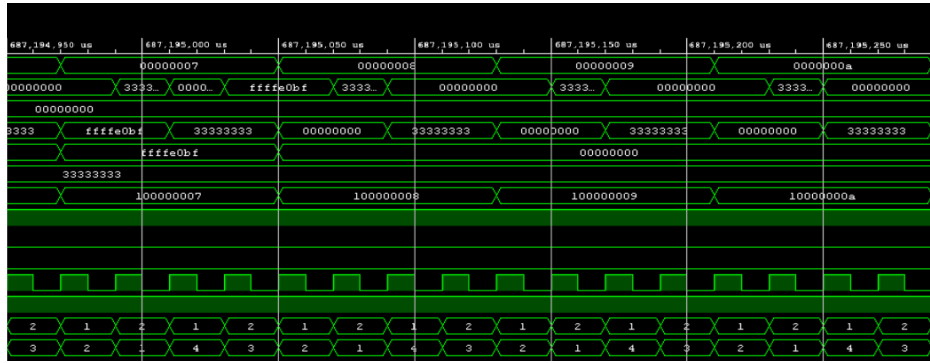 687,194,950 us 687,195,000 us 687,195,050 us 687,195,100 us 687,195,150 us 687,195,200 us 687,195,250 us
00000007 00000008 00000009 0000000a
00000000 3333… 0000… ffffe0bf 3333… 00000000 3333… 00000000 3333… 00000000
00000000
3333 ffffe0bf 33333333 00000000 33333333 00000000 33333333 00000000 33333333
ffffe0bf 00000000
33333333
100000007 100000008 100000009 10000000a
2 1 2 1 2 1 2 1 2 1 2 1 2 1 2 1 2
3 2 1 4 3 2 1 4 3 2 1 4 3 2 1 4 3